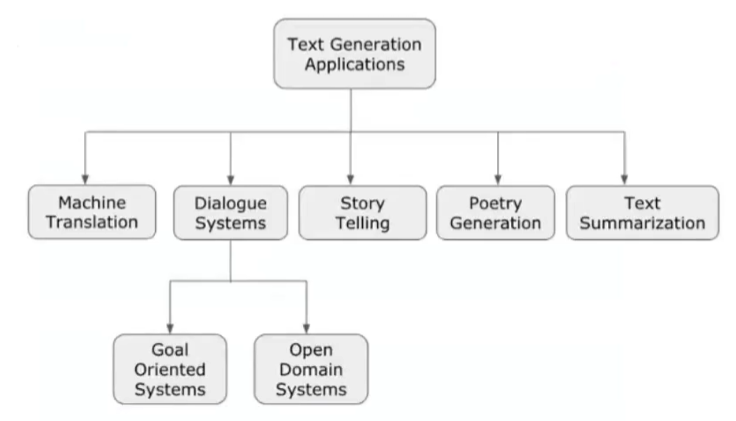 Text Generation
Applications
Machine
Translation
Dialogue
Systems
Story
Telling
Poetry
Generation
Text
Summarization
Goal
Oriented
Systems
Open
Domain
Systems